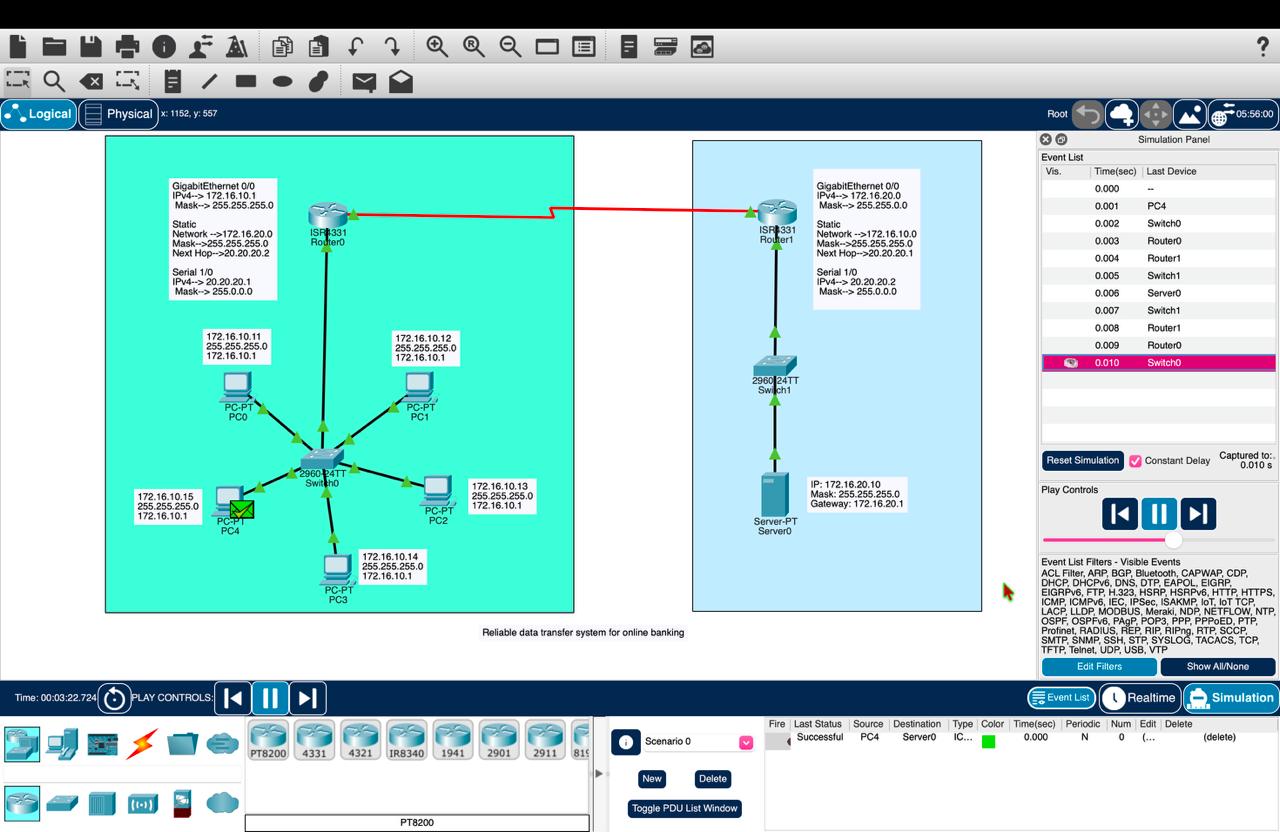 Logical
Physical
x: 1152, y: 557
Root
05:56:00
GigabitEthernet 0/0
IPv4--> 172.16.10.1
Mask--> 255.255.255.0
Static
Network -->172.16.20.0
Mask-->255.255.255.0
Next Hop-->20.20.20.2
Serial 1/0
IPv4--> 20.20.20.1
Mask--> 255.0.0.0
ISR4331
Router0
172.16.10.11
255.255.255.0
172.16.10.1
172.16.10.12
255.255.255.0
172.16.10.1
PC-PT
PC0
PC-PT
PC1
2960-24TT
Switch0
172.16.10.15
255.255.255.0
172.16.10.1
PC-PT
PC4
PC-PT
PC2
172.16.10.13
255.255.255.0
172.16.10.1
172.16.10.14
255.255.255.0
172.16.10.1
PC-PT
PC3
GigabitEthernet 0/0
IPv4--> 172.16.20.0
Mask--> 255.255.255.0
Static
Network -->172.16.10.0
Mask-->255.255.255.0
Next Hop-->20.20.20.1
Serial 1/0
IPv4--> 20.20.20.2
Mask--> 255.0.0.0
ISR4331
Router1
2960-24TT
Switch1
IP: 172.16.20.10
Mask: 255.255.255.0
Gateway: 172.16.20.1
Server-PT
Server0
Reliable data transfer system for online banking
Simulation Panel
Event List
Vis. Time(sec) Last Device
0.000 --
0.001 PC4
0.002 Switch0
0.003 Router0
0.004 Router1
0.005 Switch1
0.006 Server0
0.007 Switch1
0.008 Router1
0.009 Router0
0.010 Switch0
Reset Simulation
Constant Delay
Captured to:
0.010 s
Play Controls
Event List Filters - Visible Events
ACL Filter, ARP, BGP, Bluetooth, CAPWAP, CDP,
DHCP, DHCPv6, DNS, DTP, EAPOL, EIGRP,
EIGRPv6, FTP, H.323, HSRP, HSRPv6, HTTP, HTTPS,
ICMP, ICMPv6, IEC, IPSec, ISAKMP, IoT, IoT TCP,
LACP, LLDP, MODBUS, Meraki, NDP, NETFLOW, NTP,
OSPF, OSPFv6, PAgP, POP3, PPP, PPPoED, PTP,
Profinet, RADIUS, REP, RIP, RIPng, RTP, SCCP,
SMTP, SNMP, SSH, STP, SYSLOG, TACACS, TCP,
TFTP, Telnet, UDP, USB, VTP
Edit Filters
Show All/None
Time: 00:03:22.724
PLAY CONTROLS:
Event List
Realtime
Simulation
PT8200
4331
4321
IR8340
1941
2901
2911
819
PT8200
Scenario 0
New
Delete
Toggle PDU List Window
Fire Last Status Source Destination Type Color Time(sec) Periodic Num Edit Delete
Successful PC4 Server0 IC... 0.000 N 0 (... (delete)